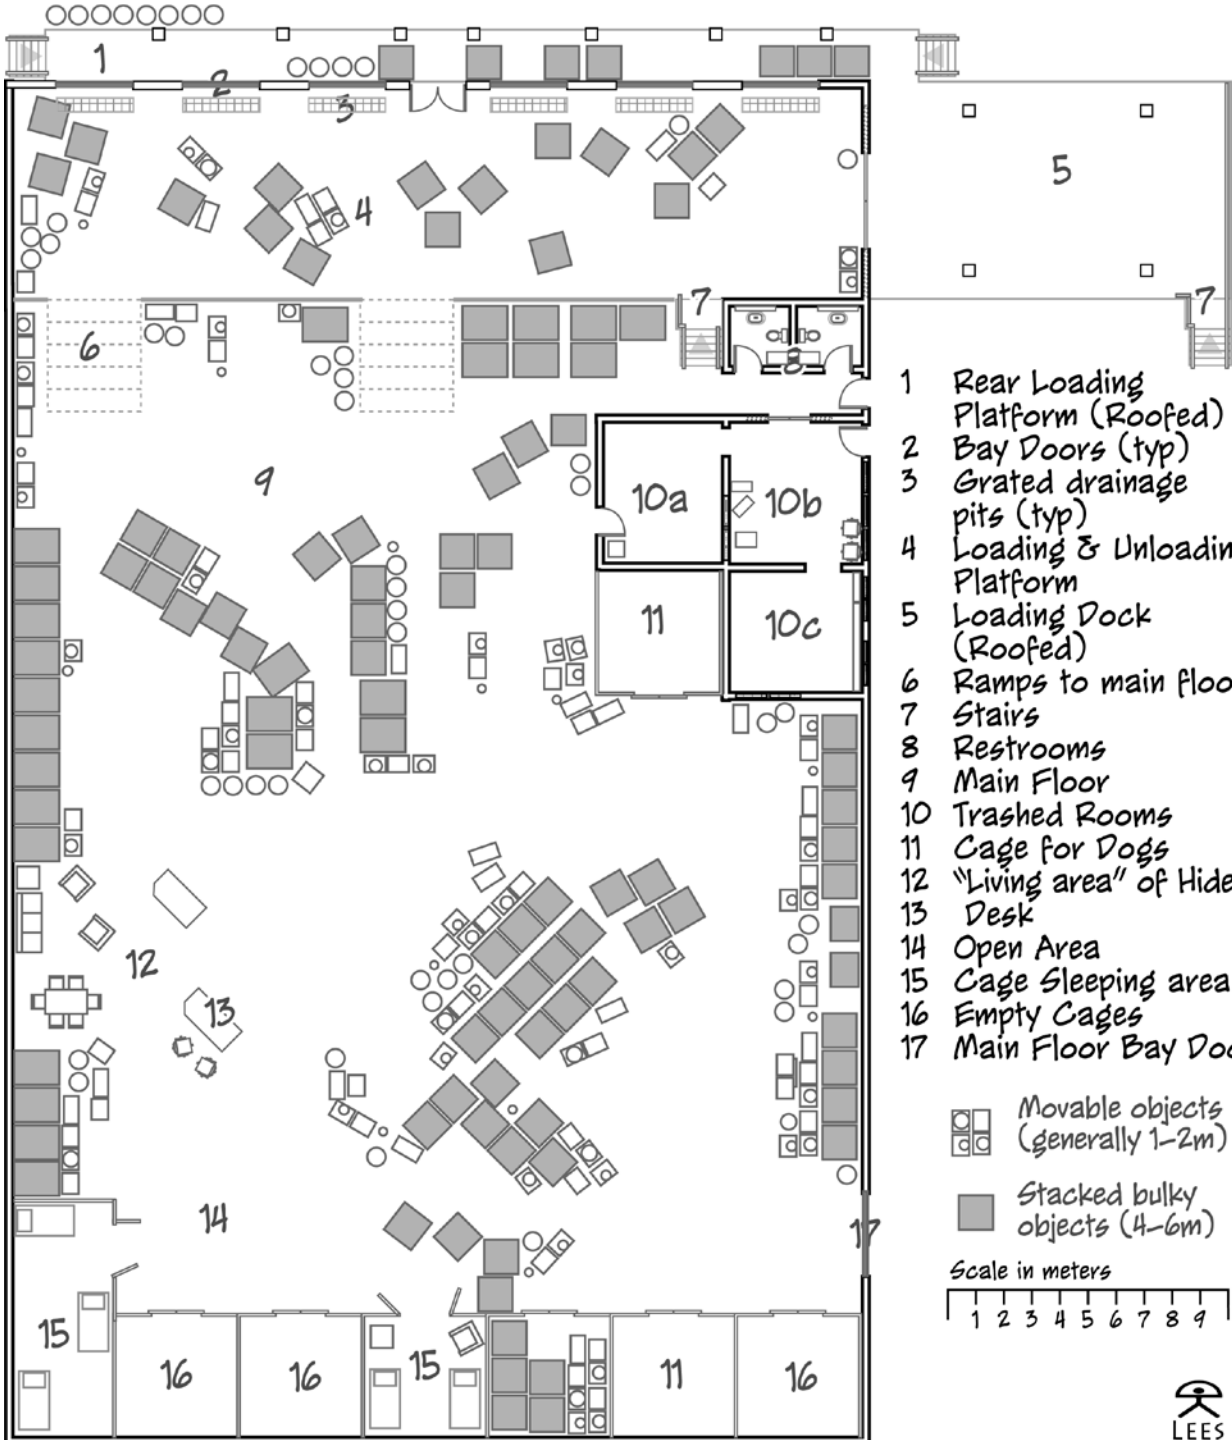 1
2
3
4
5
6
7
7
8
9
10a
10b
10c
11
12
13
14
15
16
16
15
11
16
17
1 Rear Loading
Platform (Roofed)
2 Bay Doors (typ)
3 Grated drainage
pits (typ)
4 Loading & Unloadin
Platform
5 Loading Dock
(Roofed)
6 Ramps to main floo
7 Stairs
8 Restrooms
9 Main Floor
10 Trashed Rooms
11 Cage for Dogs
12 "Living area" of Hide
13 Desk
14 Open Area
15 Cage Sleeping area
16 Empty Cages
17 Main Floor Bay Doo
Movable objects
(generally 1-2m)
Stacked bulky
objects (4-6m)
Scale in meters
1 2 3 4 5 6 7 8 9
LEES